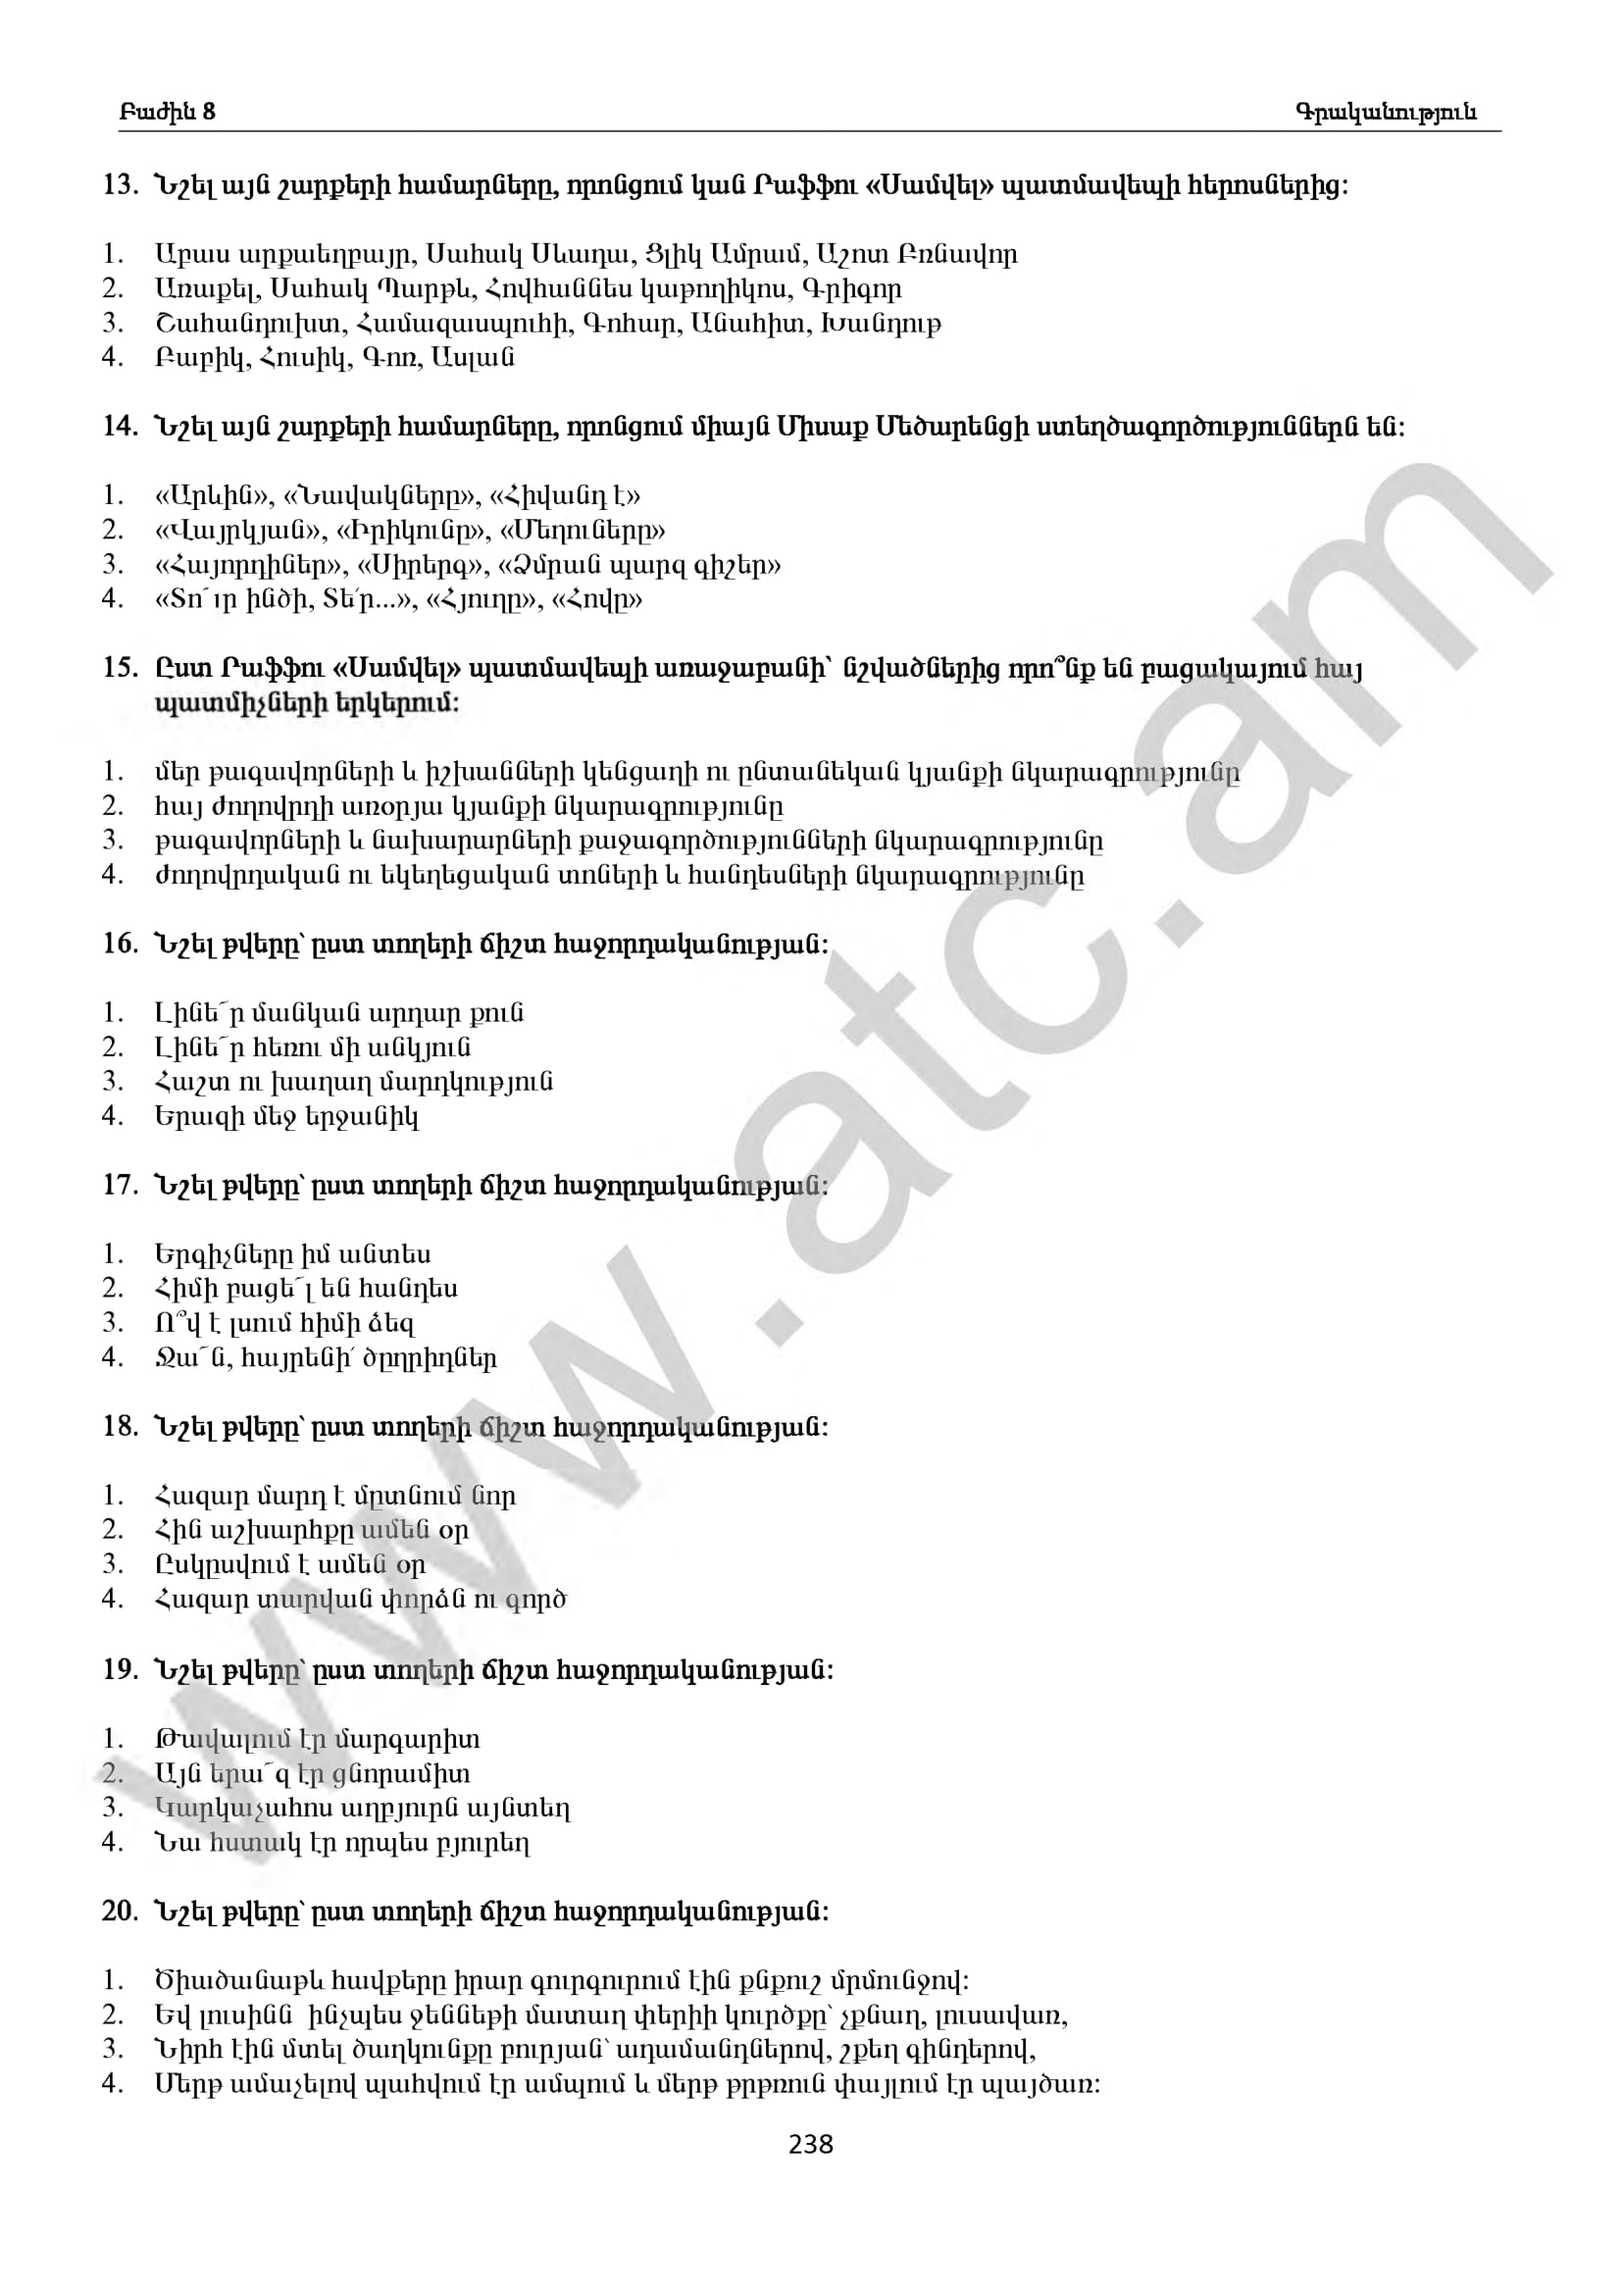 Բաժին 8
Գրականություն
13. Նշել այն շարքերի համարները, որոնցում կան Րաֆֆու «Սամվել» պատմավեպի հերոսներից:
1. Աբաս արքաեղբայր, Սահակ Սևադա, Ցլիկ Ամրամ, Աշոտ Բռնավոր
2. Առաքել, Սահակ Պարթև, Հովհաննես կաթողիկոս, Գրիգոր
3. Շահանդուխտ, Համազասպուհի, Գոհար, Անահիտ, Խանդութ
4. Բաբիկ, Հուսիկ, Գոռ, Ասլան
14. Նշել այն շարքերի համարները, որոնցում միայն Միսաք Մեծարենցի ստեղծագործություններն են:
1. «Արևին», «Նավակները», «Հիվանդ է»
2. «Վայրկյան», «Իրիկունը», «Մեղուները»
3. «Հայորդիներ», «Սիրերգ», «Ձմրան պարզ գիշեր»
4. «Տո՜ւր ինծի, Տե՛ր...», «Հյուղը», «Հովը»
15. Ըստ Րաֆֆու «Սամվել» պատմավեպի առաջաբանի՝ նշվածներից որո՞նք են բացակայում հայ
պատմիչների երկերում:
1. մեր թագավորների և իշխանների կենցաղի ու ընտանեկան կյանքի նկարագրությունը
2. հայ ժողովրդի առօրյա կյանքի նկարագրությունը
3. թագավորների և նախարարների քաջագործությունների նկարագրությունը
4. ժողովրդական ու եկեղեցական տոների և հանդեսների նկարագրությունը
16. Նշել թվերը՝ ըստ տողերի ճիշտ հաջորդականության:
1. Լինե՜ր մանկան արդար քուն
2. Լինե՜ր հեռու մի անկյուն
3. Հաշտ ու խաղաղ մարդկություն
4. Երազի մեջ երջանիկ
17. Նշել թվերը՝ ըստ տողերի ճիշտ հաջորդականության:
1. Երգիչները իմ անտես
2. Հիմի բացե՜լ են հանդես
3. Ո՞վ է լսում հիմի ձեզ
4. Ջա՜ն, հայրենի՛ ծըղրիդներ
18. Նշել թվերը՝ ըստ տողերի ճիշտ հաջորդականության:
1. Հազար մարդ է մըտնում նոր
2. Հին աշխարհքը ամեն օր
3. Ըսկըսվում է ամեն օր
4. Հազար տարվան փորձն ու գործ
19. Նշել թվերը՝ ըստ տողերի ճիշտ հաջորդականության:
1. Թավալում էր մարգարիտ
2. Այն երա՜զ էր ցնորամիտ
3. Կարկաչահոս աղբյուրն այնտեղ
4. Նա հստակ էր որպես բյուրեղ
20. Նշել թվերը՝ ըստ տողերի ճիշտ հաջորդականության:
1. Ծիածանաթև հավքերը իրար գուրգուրում էին քնքուշ մրմունջով:
2. Եվ լուսինն  ինչպես ջեննեթի մատաղ փերիի կուրծքը՝ չքնաղ, լուսավառ,
3. Նիրհ էին մտել ծաղկունքը բուրյան՝ աղամանդներով, շքեղ գինդերով,
4. Մերթ ամաչելով պահվում էր ամպում և մերթ թրթռուն փայլում էր պայծառ:
238
www.atc.am